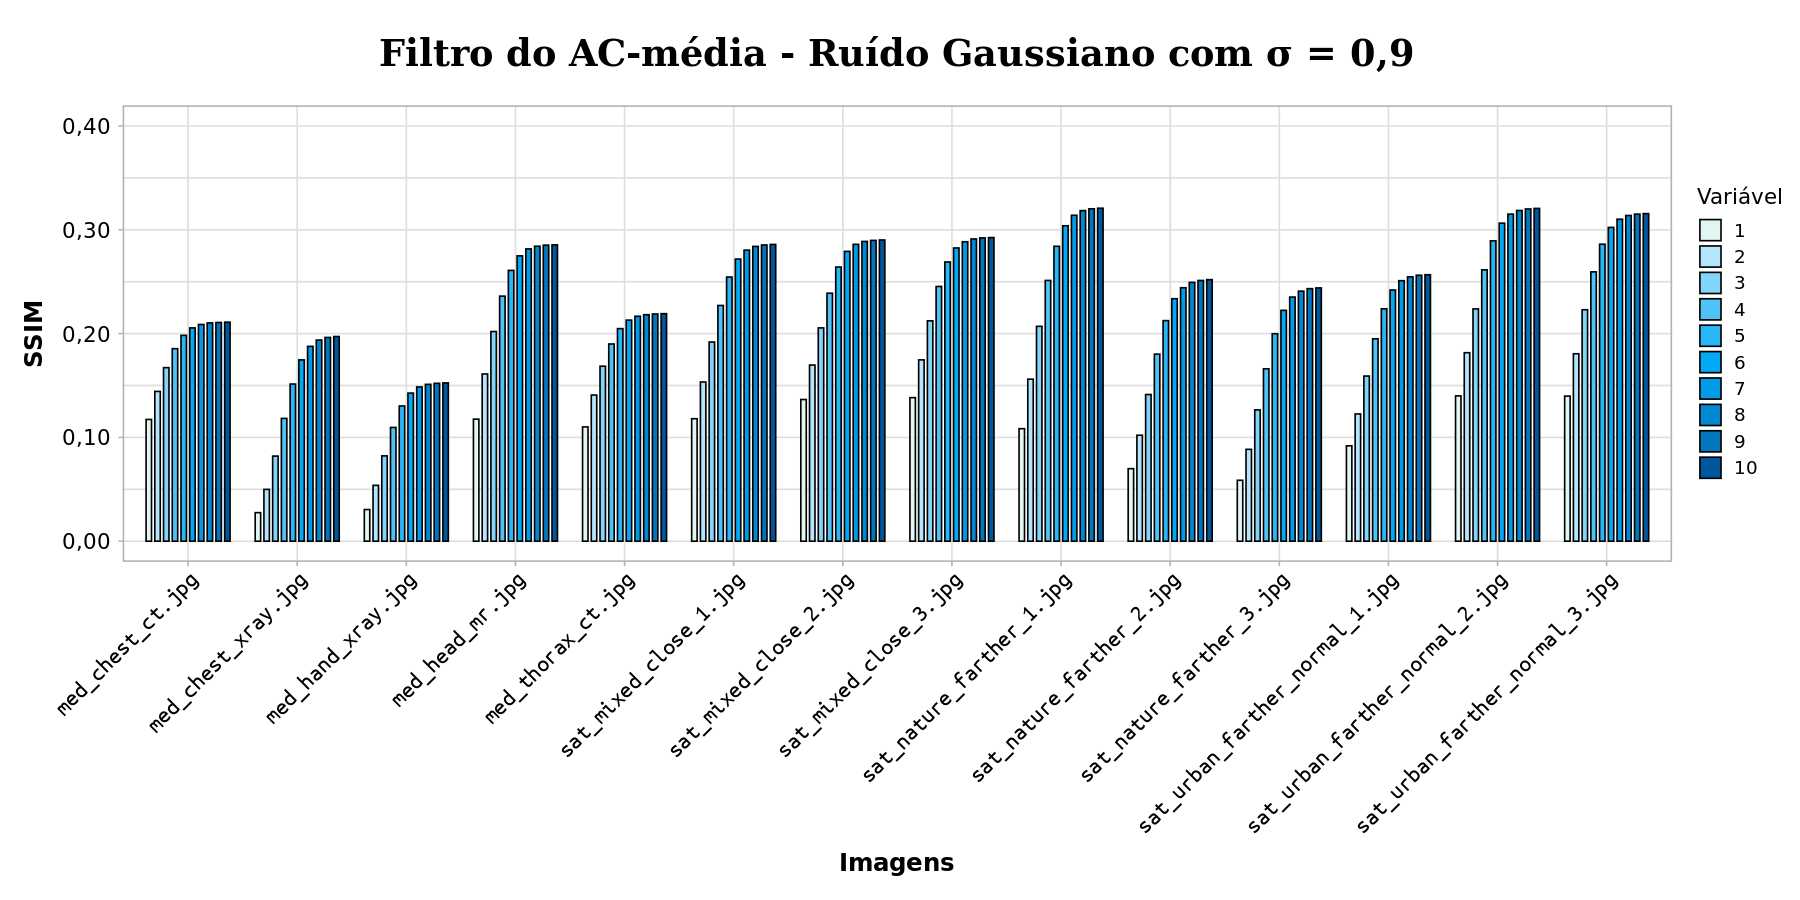 Filtro do AC-média - Ruído Gaussiano com σ = 0,9
SSIM
0,40
0,30
0,20
0,10
0,00
med_chest_ct.jpg
med_chest_xray.jpg
med_hand_xray.jpg
med_head_mr.jpg
med_thorax_ct.jpg
sat_mixed_close_1.jpg
sat_mixed_close_2.jpg
sat_mixed_close_3.jpg
sat_nature_farther_1.jpg
sat_nature_farther_2.jpg
sat_nature_farther_3.jpg
sat_urban_farther_normal_1.jpg
sat_urban_farther_normal_2.jpg
sat_urban_farther_normal_3.jpg
Imagens
Variável
1
2
3
4
5
6
7
8
9
10